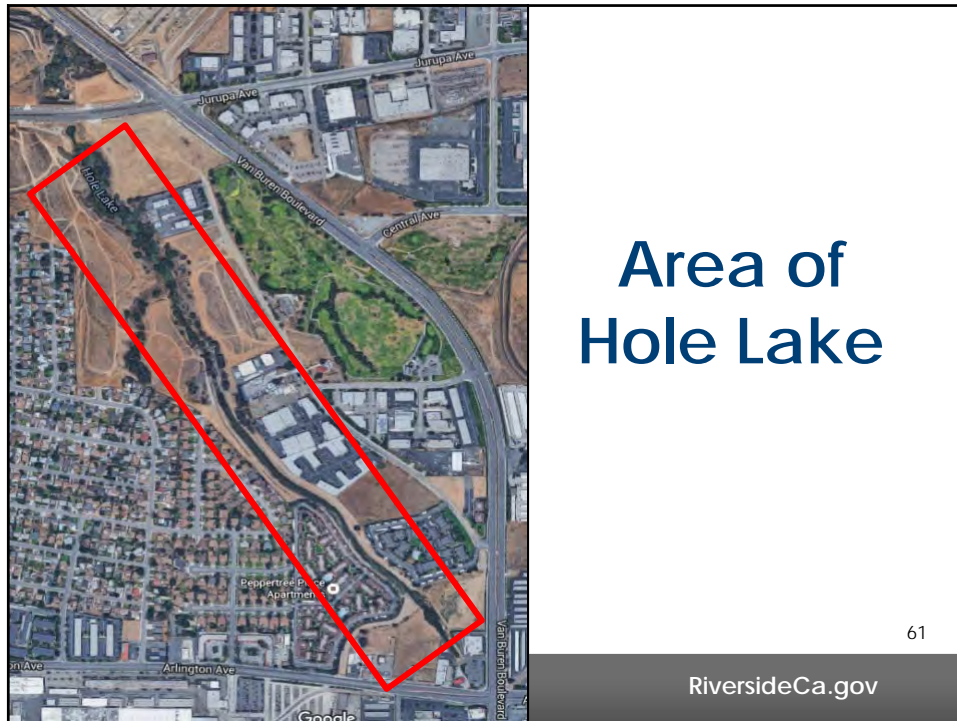 Jurupa Ave
Jurupa Ave
Hole Lake
Van Buren Boulevard
Central Ave
Peppertree Place
Apartments
Van Buren Boulevard
on Ave
Arlington Ave
Google
A
Area of
Hole Lake
61
RiversideCa.gov